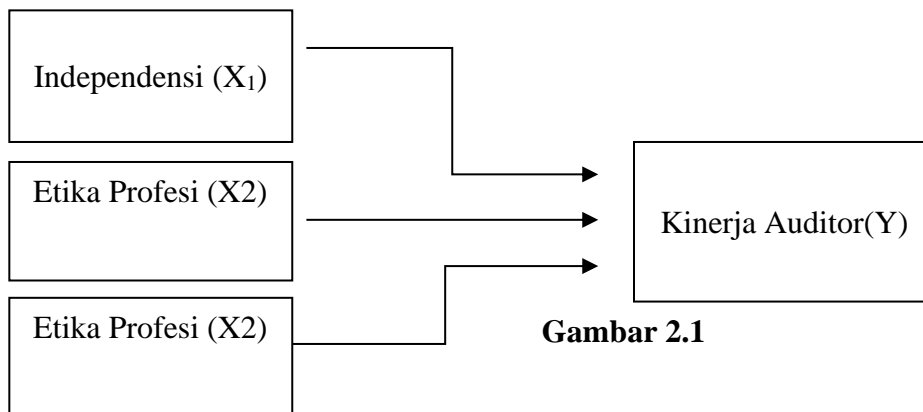 Independensi (X₁)
Etika Profesi (X2)
Kinerja Auditor(Y)
Etika Profesi (X2)
Gambar 2.1